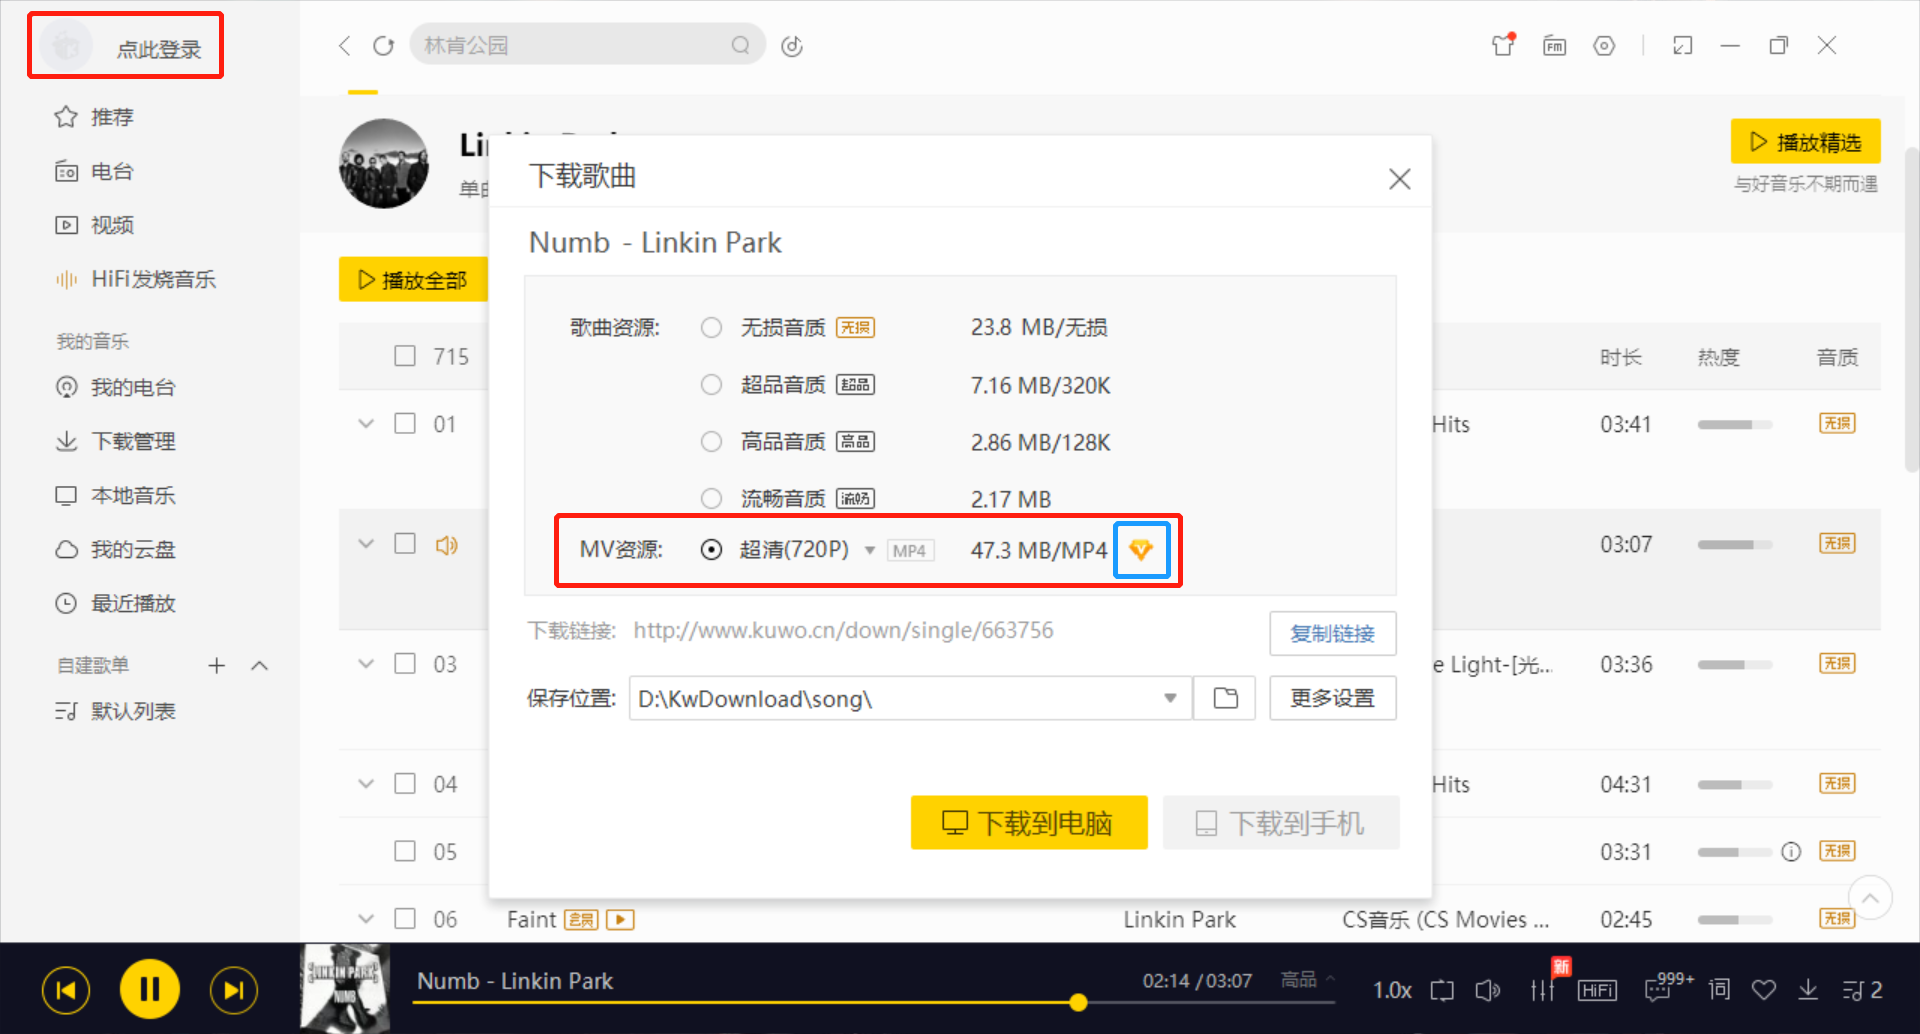 点此登录
林肯公园
推荐
电台
视频
HiFi发烧音乐
我的音乐
我的电台
下载管理
本地音乐
我的云盘
最近播放
自建歌单
默认列表
播放精选
与好音乐不期而遇
播放全部
715
时长 热度 音质
01 Hits 03:41 无损
03:07 无损
03 e Light-[光... 03:36 无损
04 Hits 04:31 无损
05 03:31 无损
06 Faint 会员 Linkin Park CS音乐 (CS Movies ... 02:45 无损
下载歌曲
Numb - Linkin Park
歌曲资源: 无损音质 无损 23.8 MB/无损
超品音质 超品 7.16 MB/320K
高品音质 高品 2.86 MB/128K
流畅音质 流畅 2.17 MB
MV资源: 超清(720P) MP4 47.3 MB/MP4
下载链接: http://www.kuwo.cn/down/single/663756 复制链接
保存位置: D:\KwDownload\song\ 更多设置
下载到电脑 下载到手机
LINKIN PARK
NUMB
Numb - Linkin Park 02:14 / 03:07 高品
1.0x 新 HiFi 999+ 词 2